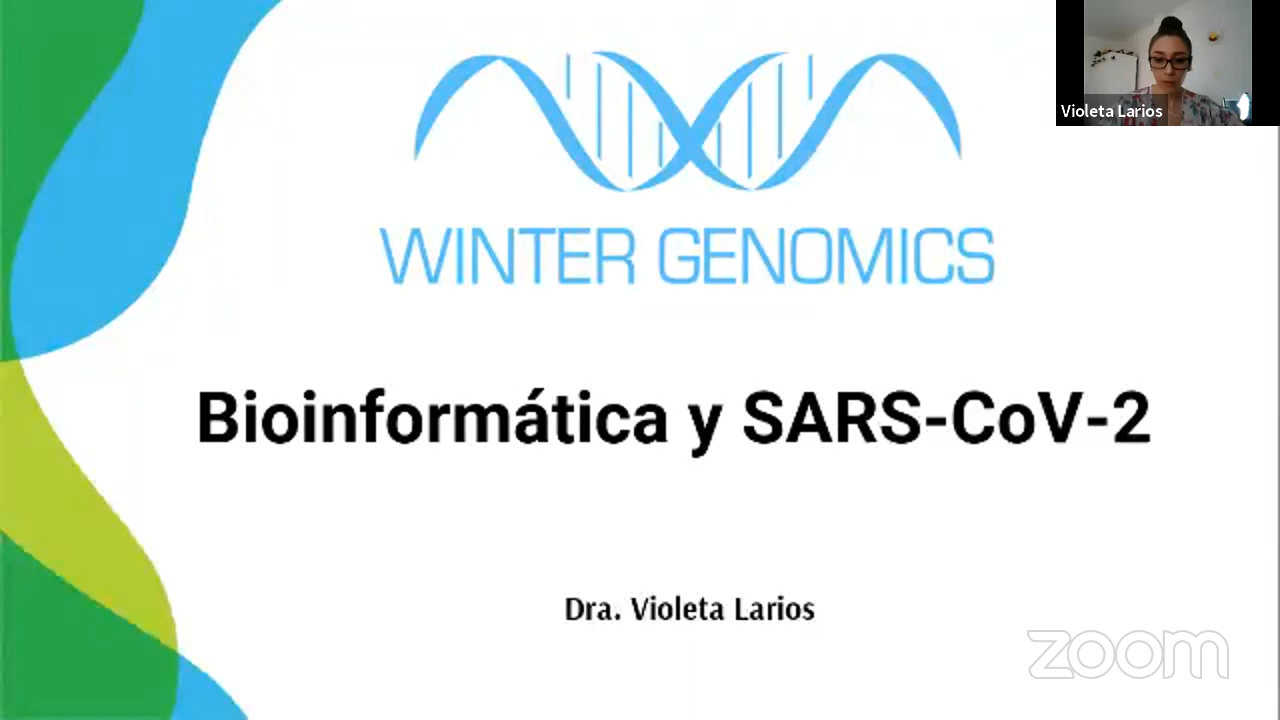 Violeta Larios
WINTER GENOMICS
Bioinformática y SARS-CoV-2
Dra. Violeta Larios
zoom